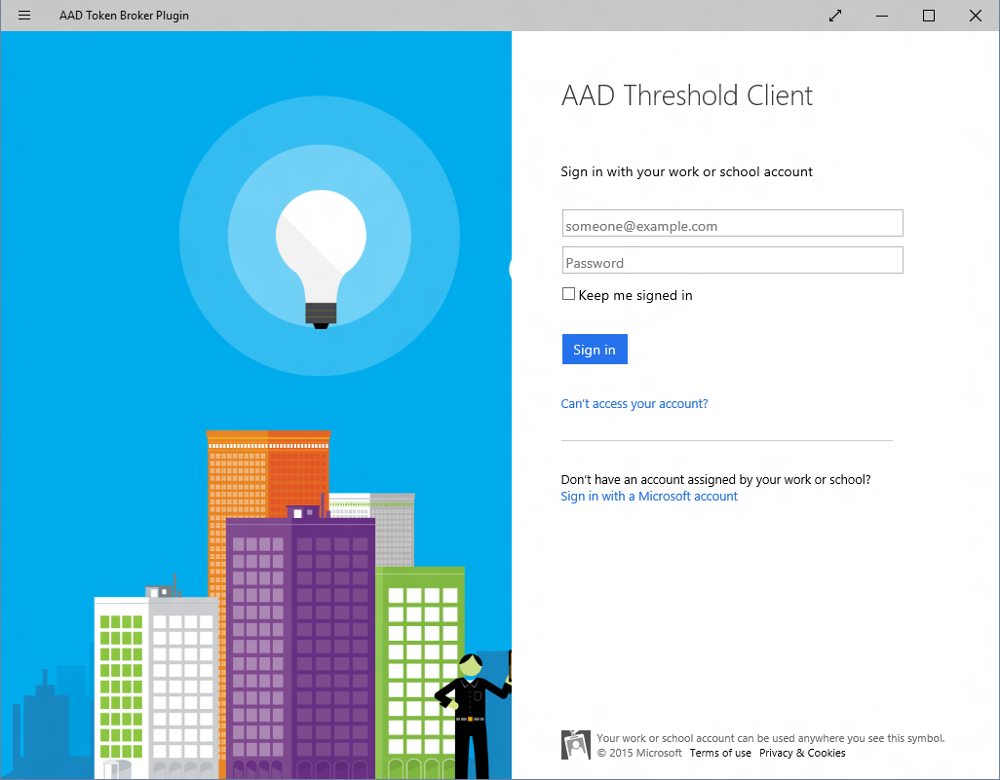 AAD Token Broker Plugin
AAD Threshold Client
Sign in with your work or school account
someone@example.com
Password
Keep me signed in
Sign in
Can't access your account?
Don't have an account assigned by your work or school?
Sign in with a Microsoft account
Your work or school account can be used anywhere you see this symbol.
© 2015 Microsoft Terms of use Privacy & Cookies